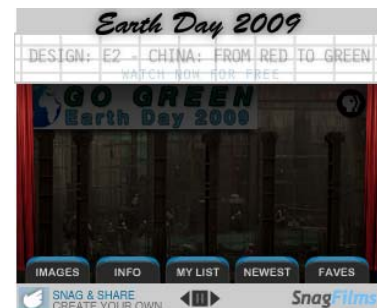 Earth Day 2009
DESIGN: E2 - CHINA: FROM RED TO GREEN
WATCH NOW FOR FREE
GO GREEN
Earth Day 2009
IMAGES INFO MY LIST NEWEST FAVES
SNAG & SHARE
CREATE YOUR OWN
SnagFilms